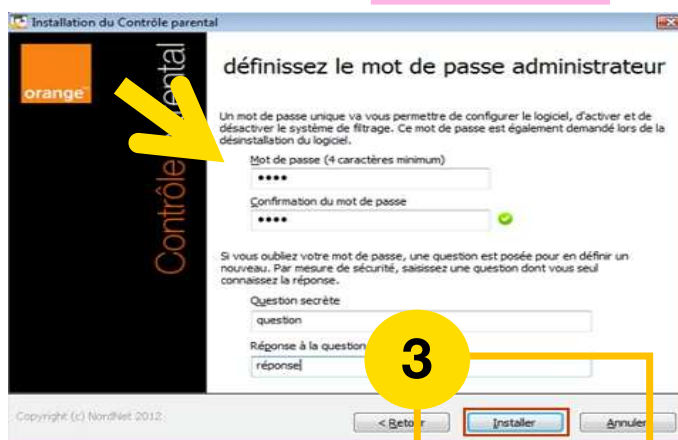 Installation du Contrôle parental
orange
Contrôle parental
définissez le mot de passe administrateur
Un mot de passe unique va vous permettre de configurer le logiciel, d'activer et de
désactiver le système de filtrage. Ce mot de passe est également demandé lors de la
désinstallation du logiciel.
Mot de passe (4 caractères minimum)
••••
Confirmation du mot de passe
••••
Si vous oubliez votre mot de passe, une question est posée pour en définir un
nouveau. Par mesure de sécurité, saisissez une question dont vous seul
connaissez la réponse.
Question secrète
question
Réponse à la question
réponse
3
Copyright (c) NordNet 2012
< Retour
Installer
Annuler